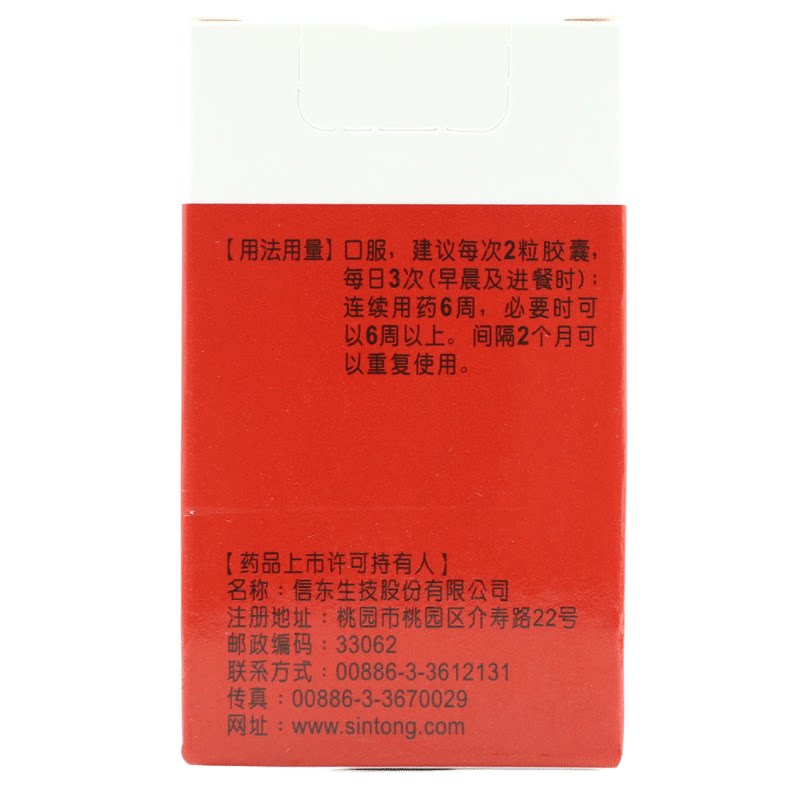 【用法用量】口服，建议每次2粒胶囊，
每日3次(早晨及进餐时)；
连续用药6周，必要时可
以6周以上。间隔2个月可
以重复使用。
【药品上市许可持有人】
名称：信东生技股份有限公司
注册地址：桃园市桃园区介寿路22号
邮政编码：33062
联系方式：00886-3-3612131
传真：00886-3-3670029
网址：www.sintong.com